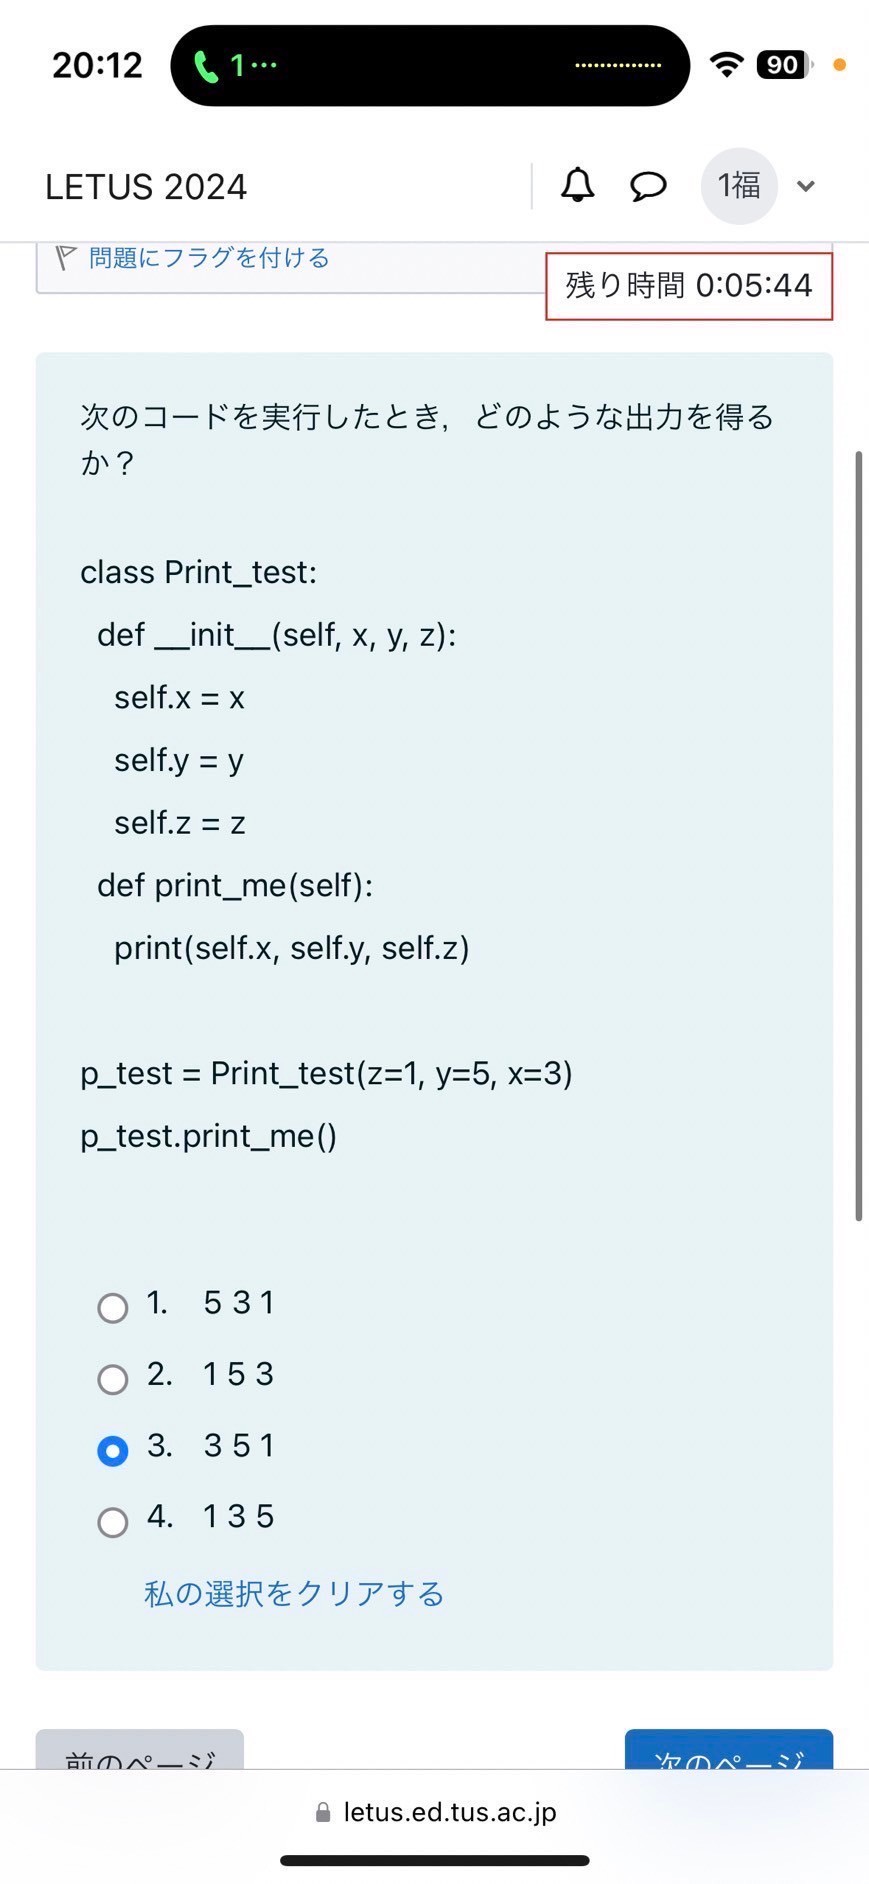 20:12
1…
90
LETUS 2024
1福
問題にフラグを付ける
残り時間 0:05:44
次のコードを実行したとき，どのような出力を得る
か？
class Print_test:
def __init__(self, x, y, z):
self.x = x
self.y = y
self.z = z
def print_me(self):
print(self.x, self.y, self.z)
p_test = Print_test(z=1, y=5, x=3)
p_test.print_me()
1. 5 3 1
2. 1 5 3
3. 3 5 1
4. 1 3 5
私の選択をクリアする
前のページ
次のページ
letus.ed.tus.ac.jp